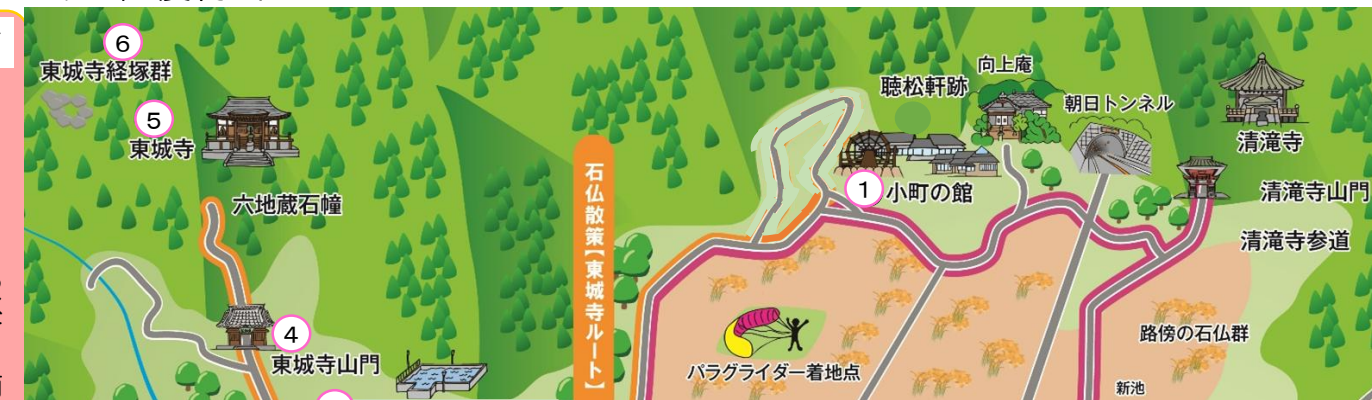 ⑥
東城寺経塚群
⑤
東城寺
六地蔵石幢
④
東城寺山門
石仏散策【東城寺ルート】
聴松軒跡
向上庵
朝日トンネル
清滝寺
①小町の館
清滝寺山門
清滝寺参道
路傍の石仏群
パラグライダー着地点
新池